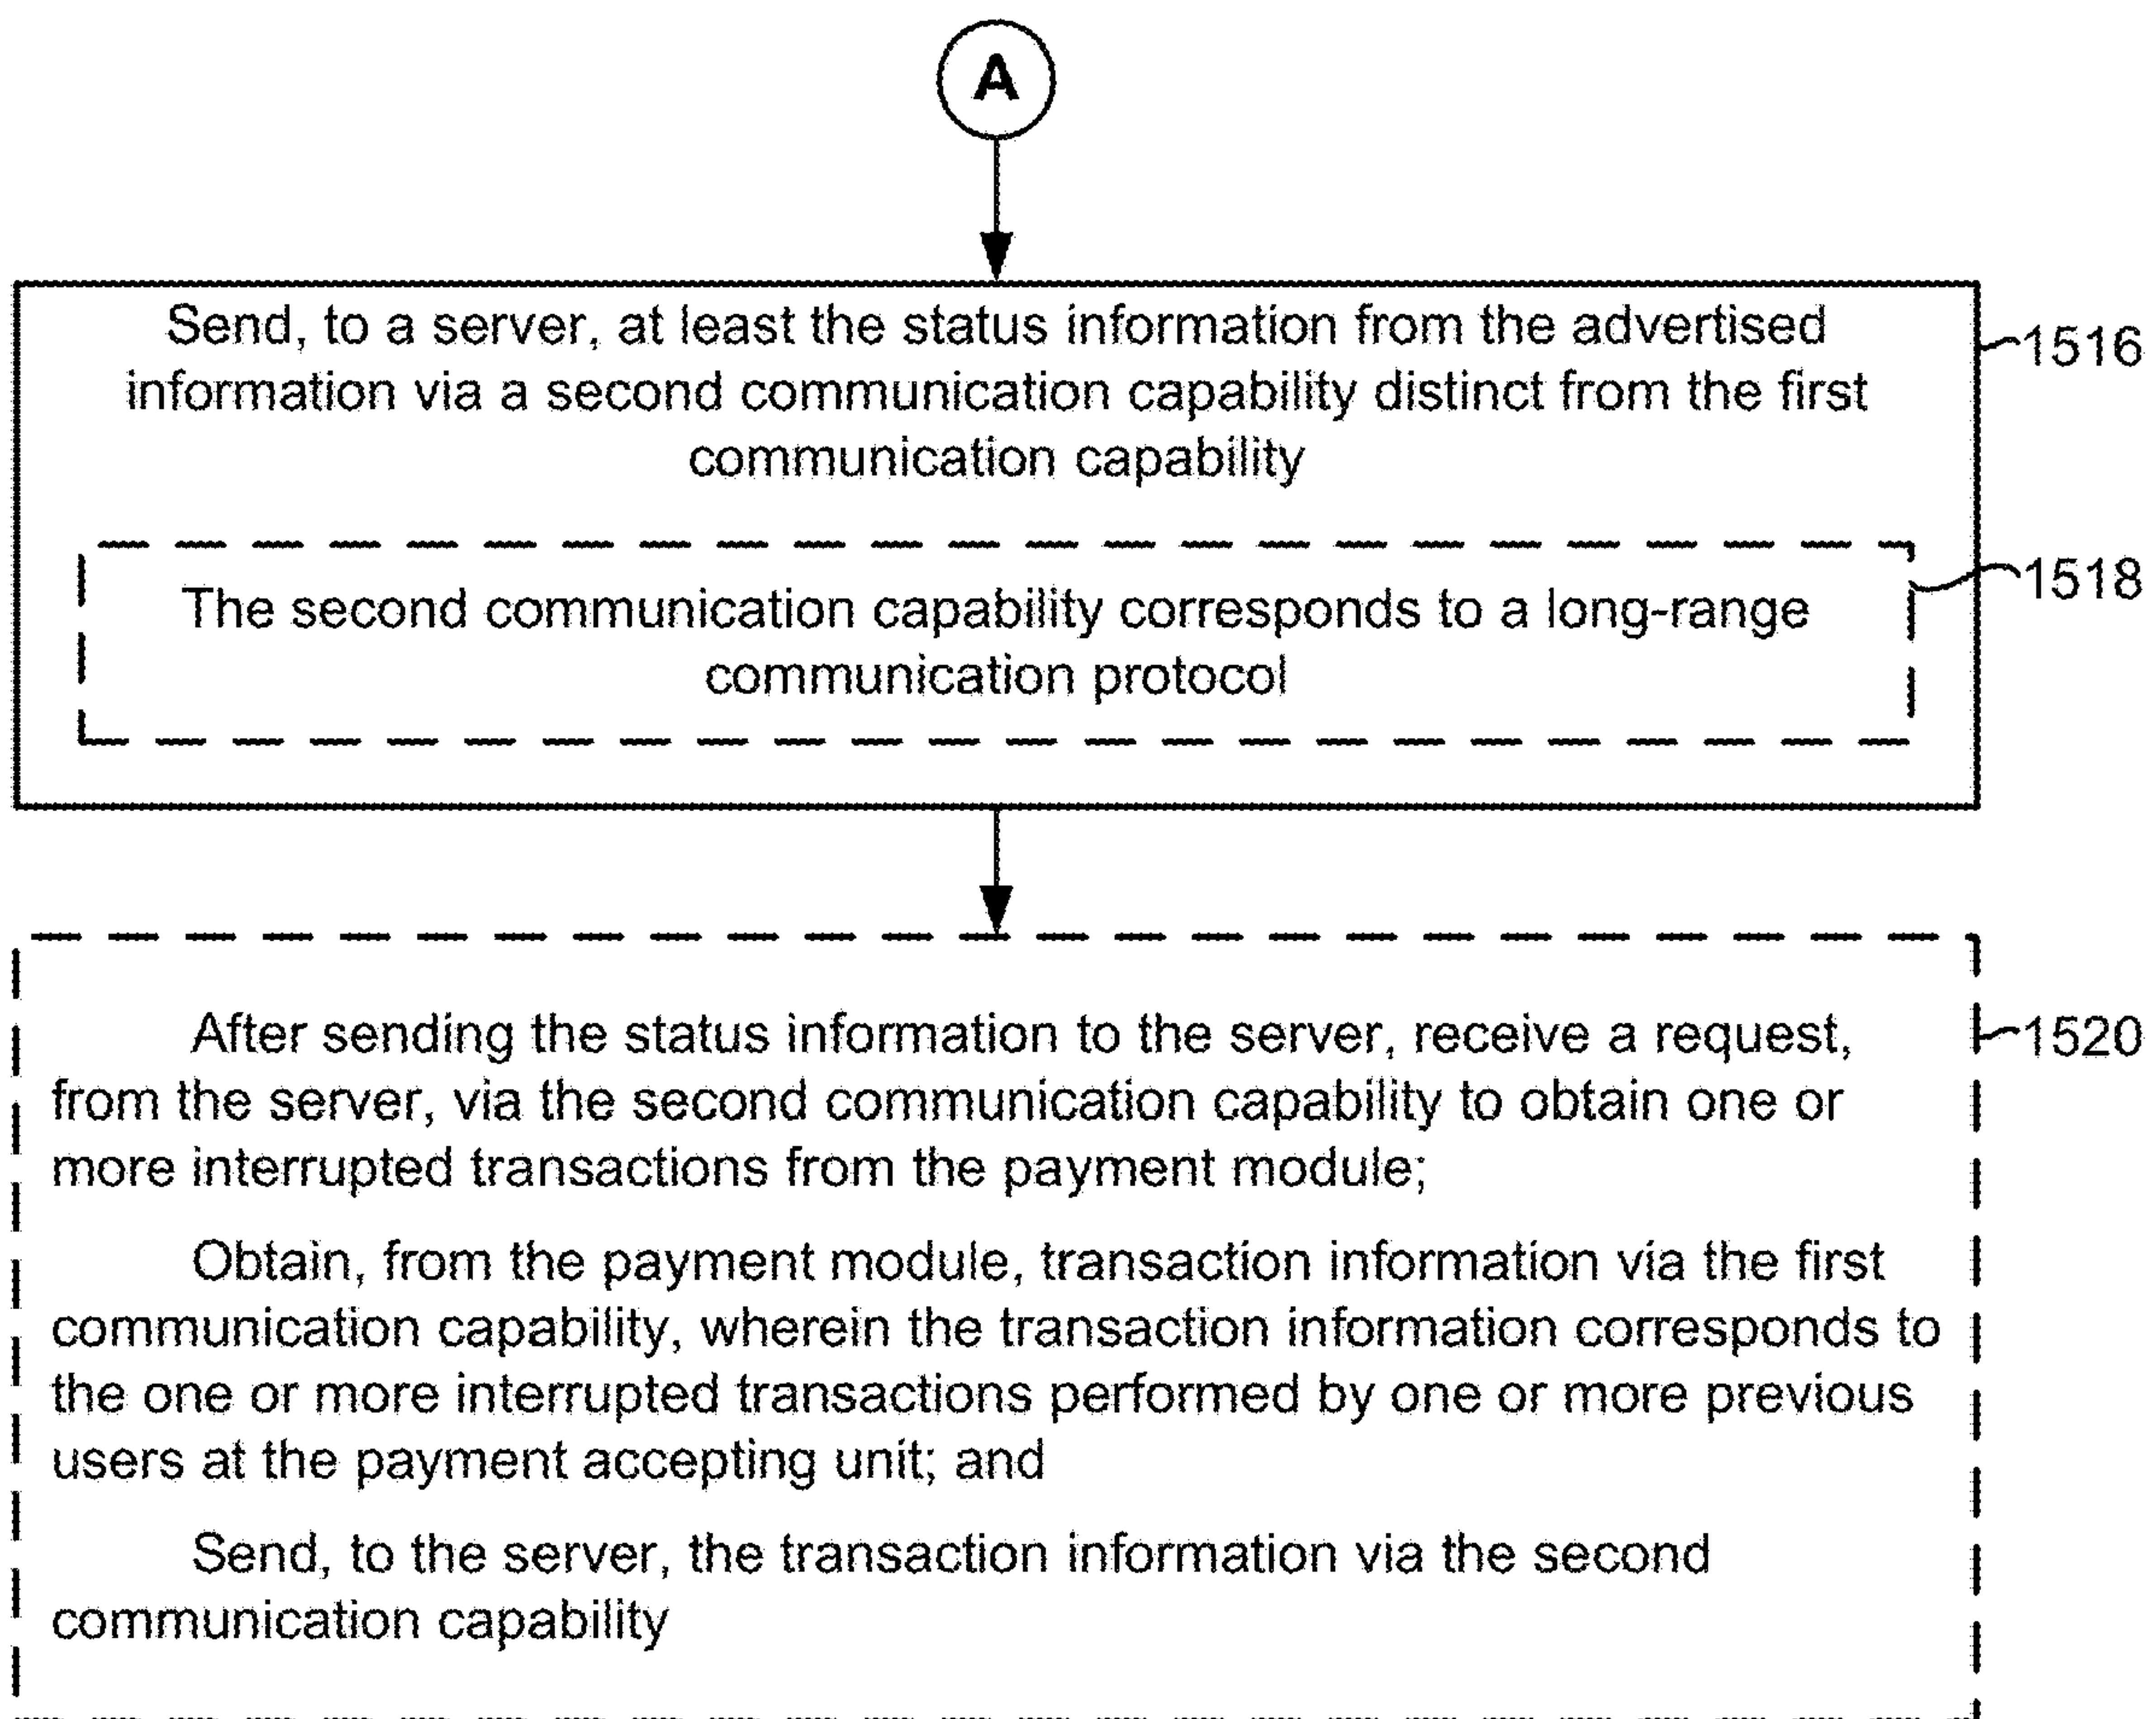 A
Send, to a server, at least the status information from the advertised
information via a second communication capability distinct from the first
communication capability
1516
The second communication capability corresponds to a long-range
communication protocol
1518
After sending the status information to the server, receive a request,
from the server, via the second communication capability to obtain one or
more interrupted transactions from the payment module;
1520
Obtain, from the payment module, transaction information via the first
communication capability, wherein the transaction information corresponds to
the one or more interrupted transactions performed by one or more previous
users at the payment accepting unit; and
Send, to the server, the transaction information via the second
communication capability